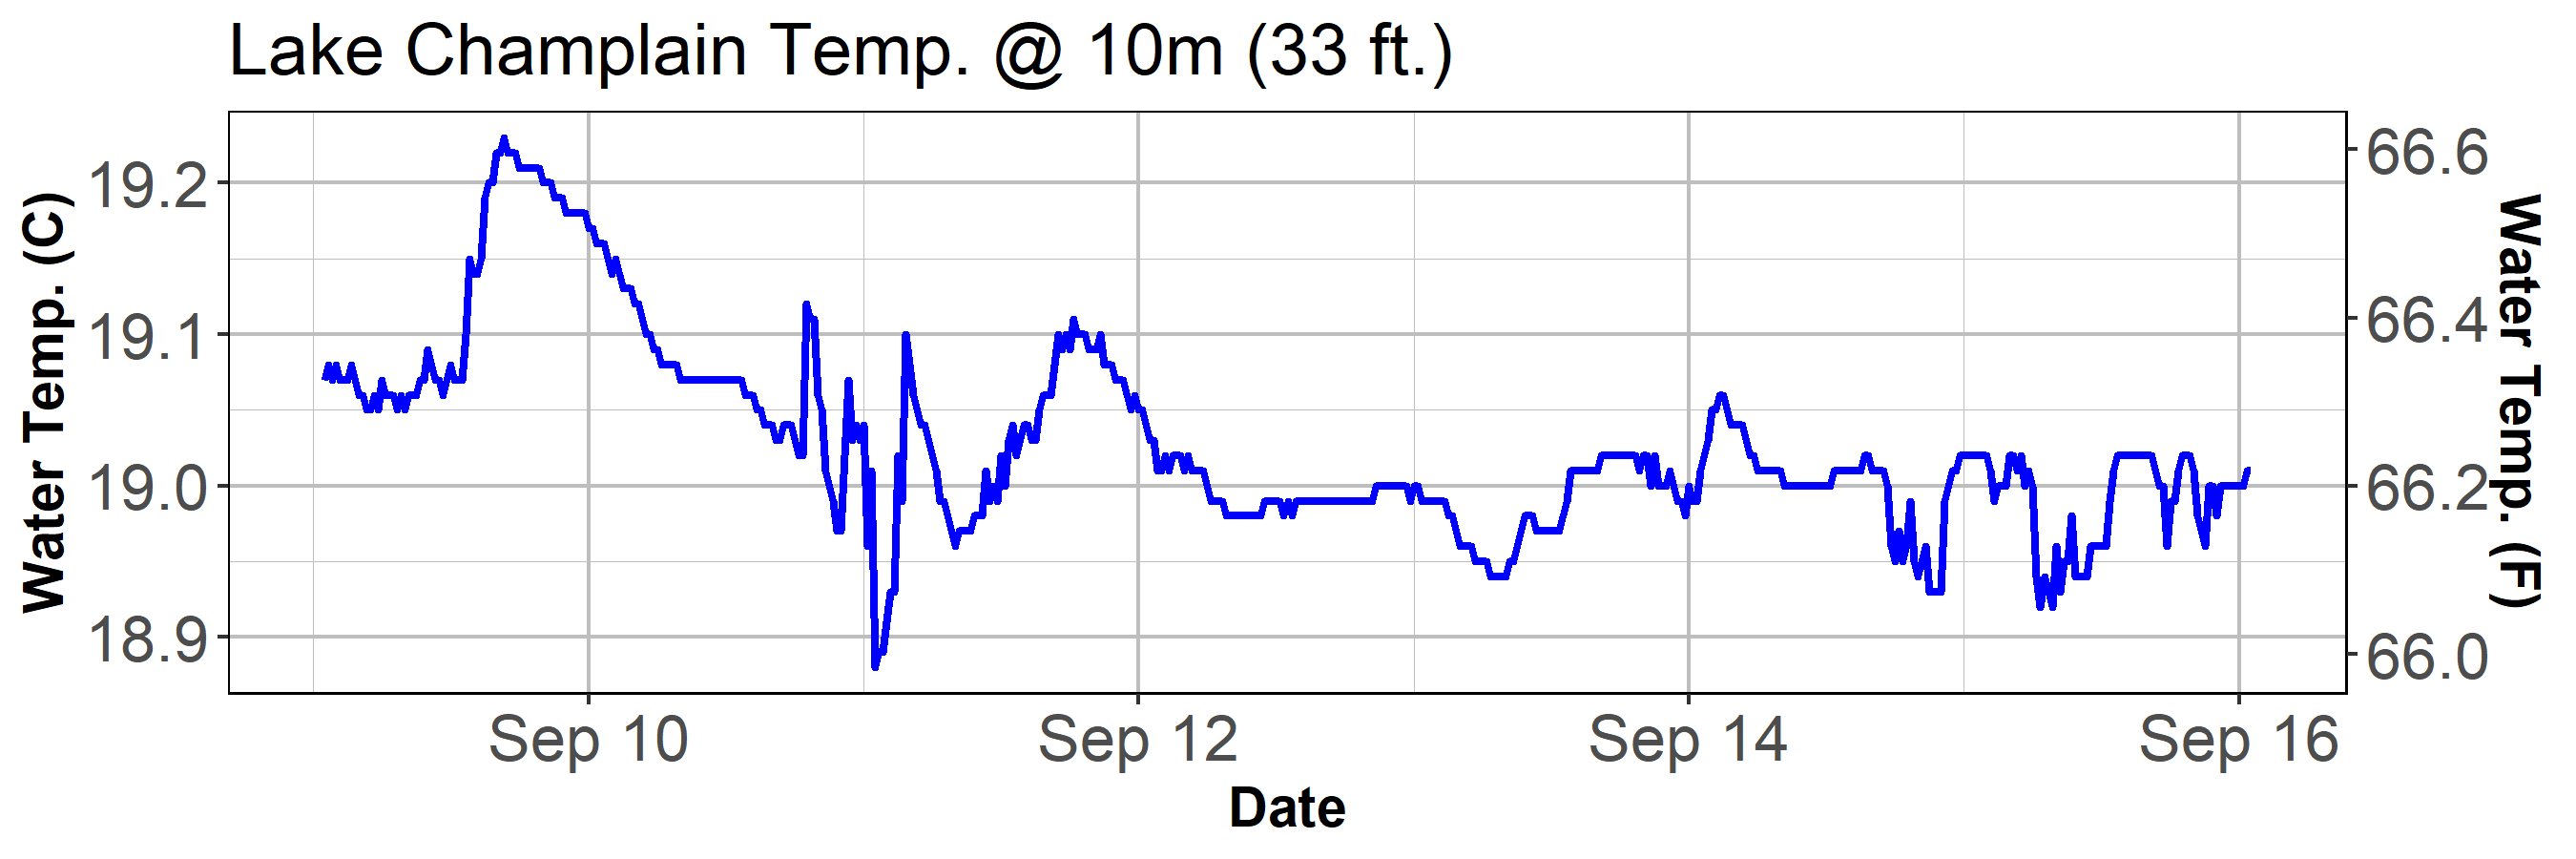 Lake Champlain Temp. @ 10m (33 ft.)
Water Temp. (C)
19.2
19.1
19.0
18.9
66.6
66.4
66.2
66.0
Water Temp. (F)
Sep 10
Sep 12
Sep 14
Sep 16
Date